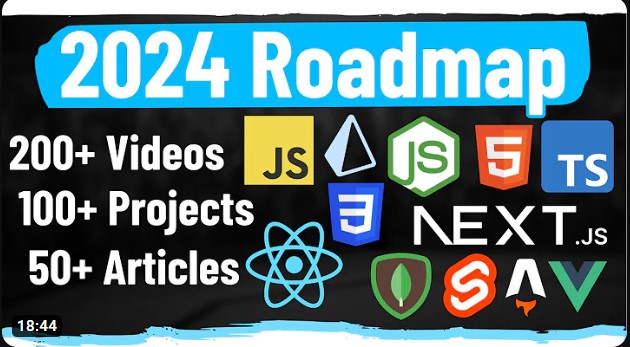 2024 Roadmap
200+ Videos
JS
JS
5
TS
100+ Projects
3
NEXT.JS
50+ Articles
18:44